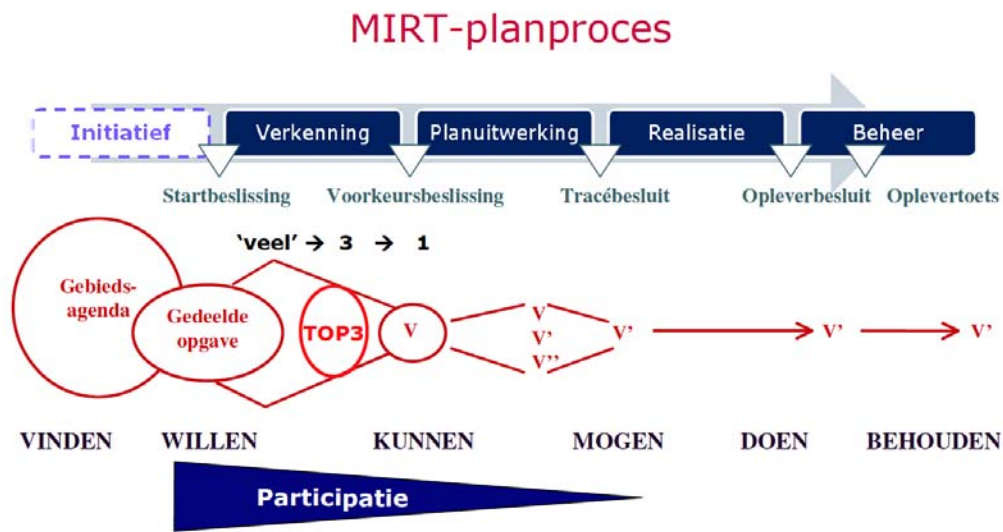 MIRT-planproces
Initiatief
Verkenning
Planuitwerking
Realisatie
Beheer
Startbeslissing
Voorkeursbeslissing
Tracébesluit
Opleverbesluit
Oplevertoets
'veel' → 3 → 1
Gebieds-
agenda
Gedeelde
opgave
TOP3
V
V
V'
V''
V'
V'
V'
VINDEN
WILLEN
KUNNEN
MOGEN
DOEN
BEHOUDEN
Participatie